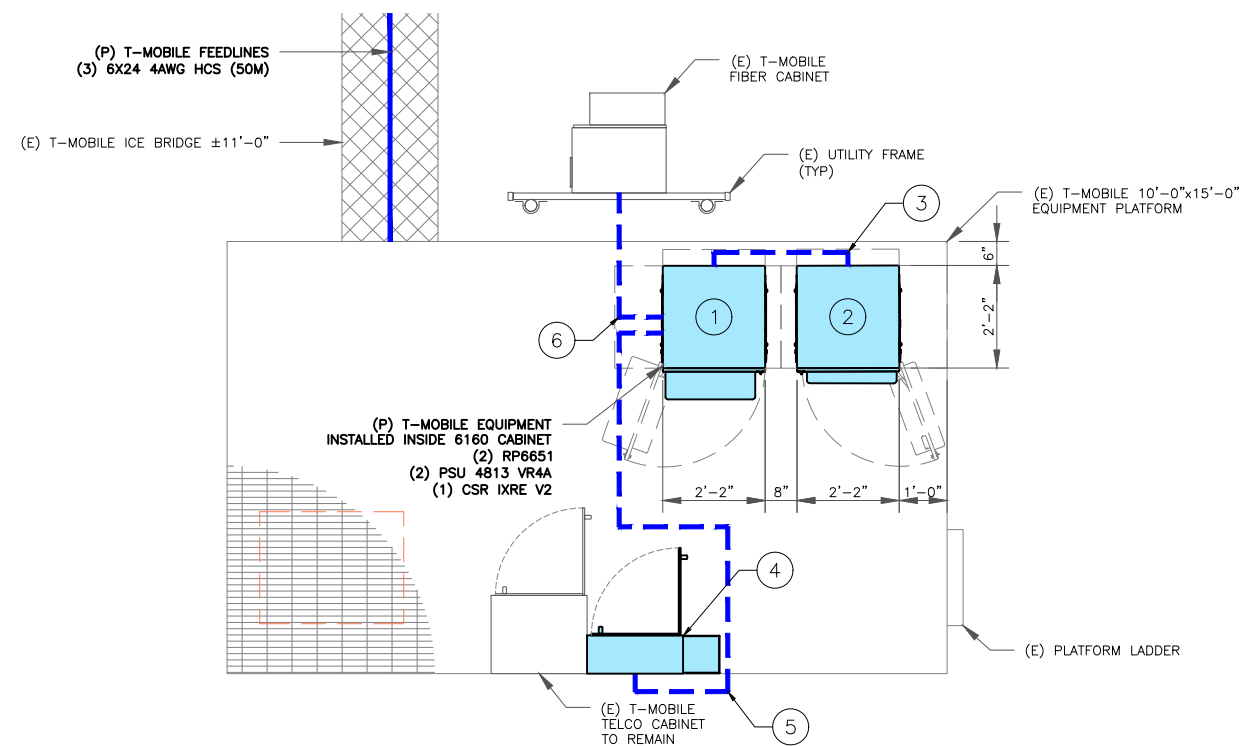 (P) T-MOBILE FEEDLINES
(3) 6X24 4AWG HCS (50M)
(E) T-MOBILE
FIBER CABINET
(E) T-MOBILE ICE BRIDGE ±11'-0"
(E) UTILITY FRAME
(TYP)
(E) T-MOBILE 10'-0"x15'-0"
EQUIPMENT PLATFORM
3
6"
1
2
2'-2"
6
(P) T-MOBILE EQUIPMENT
INSTALLED INSIDE 6160 CABINET
(2) RP6651
(2) PSU 4813 VR4A
(1) CSR IXRE V2
2'-2"
8"
2'-2"
1'-0"
4
(E) PLATFORM LADDER
(E) T-MOBILE
TELCO CABINET
TO REMAIN
5